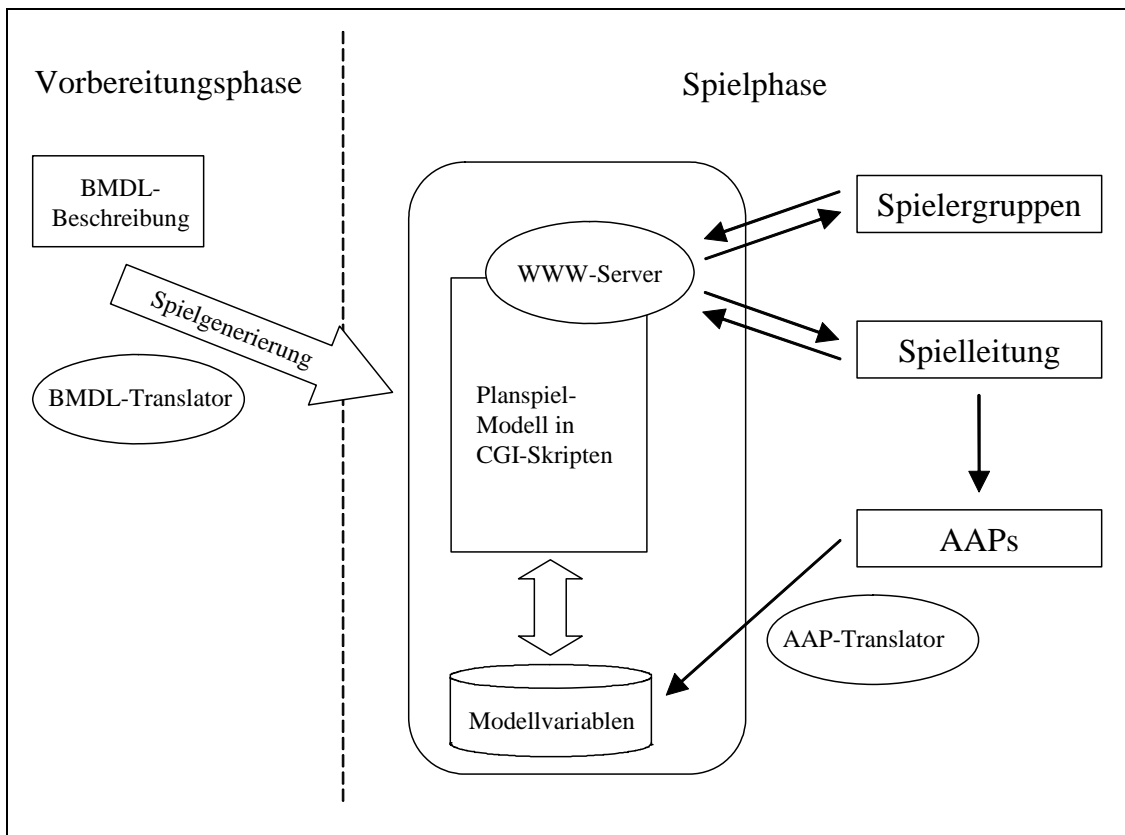 Vorbereitungsphase
Spielphase
BMDL-
Beschreibung
Spielgenerierung
BMDL-Translator
WWW-Server
Planspiel-
Modell in
CGI-Skripten
Modellvariablen
Spielergruppen
Spielleitung
AAPs
AAP-Translator